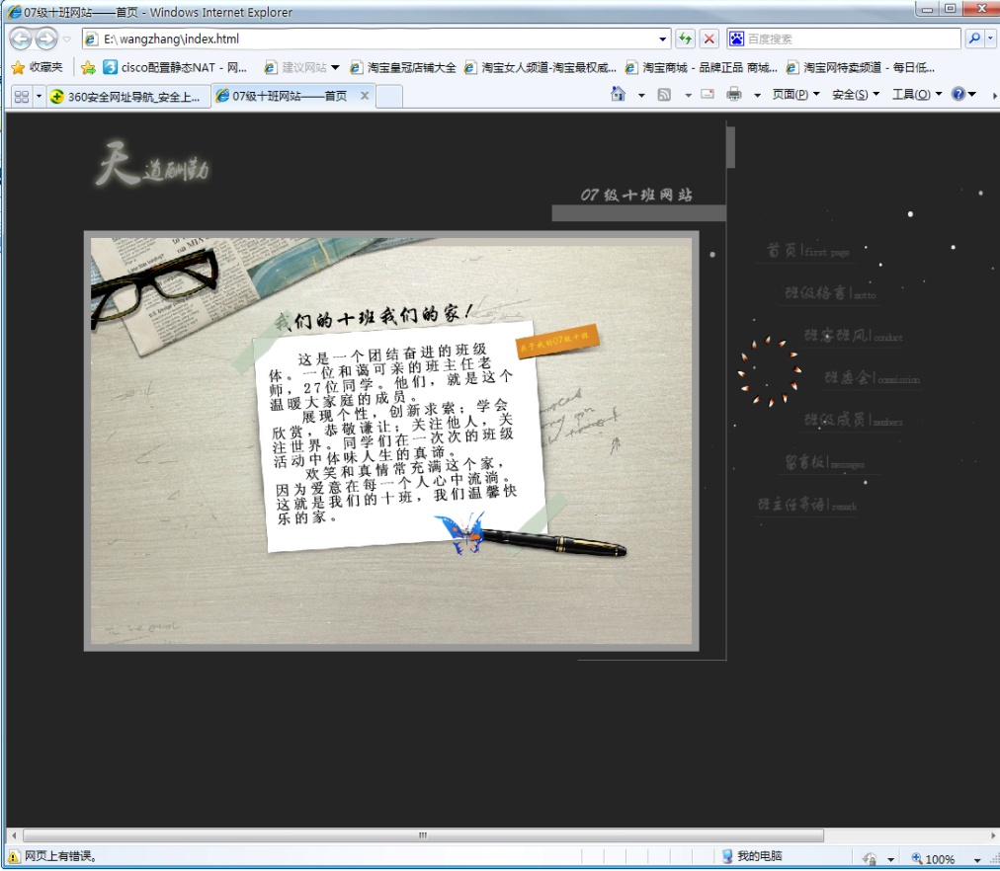 07级十班网站——首页 - Windows Internet Explorer
E:\wangzhang\index.html
百度搜索
收藏夹
cisco配置静态NAT - 网...
建议网站
淘宝皇冠店铺大全
淘宝女人频道-淘宝最权威...
淘宝商城 - 品牌正品 商城...
淘宝网特卖频道 - 每日低...
360安全网址导航_安全上...
07级十班网站——首页
页面(P)
安全(S)
工具(O)
天道酬勤
07级十班网站
首页|first page
班级格言|motto
班容班风|conduct
班委会|commission
班级成员|members
留言板|messages
班主任寄语|remark
我们的十班我们的家!
关于我的07级十班
这是一个团结奋进的班级
体。一位和蔼可亲的班主任老
师，27位同学。他们，就是这个
温暖大家庭的成员。
展现个性，创新求索；学会
欣赏，恭敬谦让；关注他人，关
注世界。同学们在一次次的班级
活动中体味人生的真谛。
欢笑和真情常充满这个家，
因为爱意在每一个人心中流淌。
这就是我们的十班，我们温馨快
乐的家。
网页上有错误。
我的电脑
100%